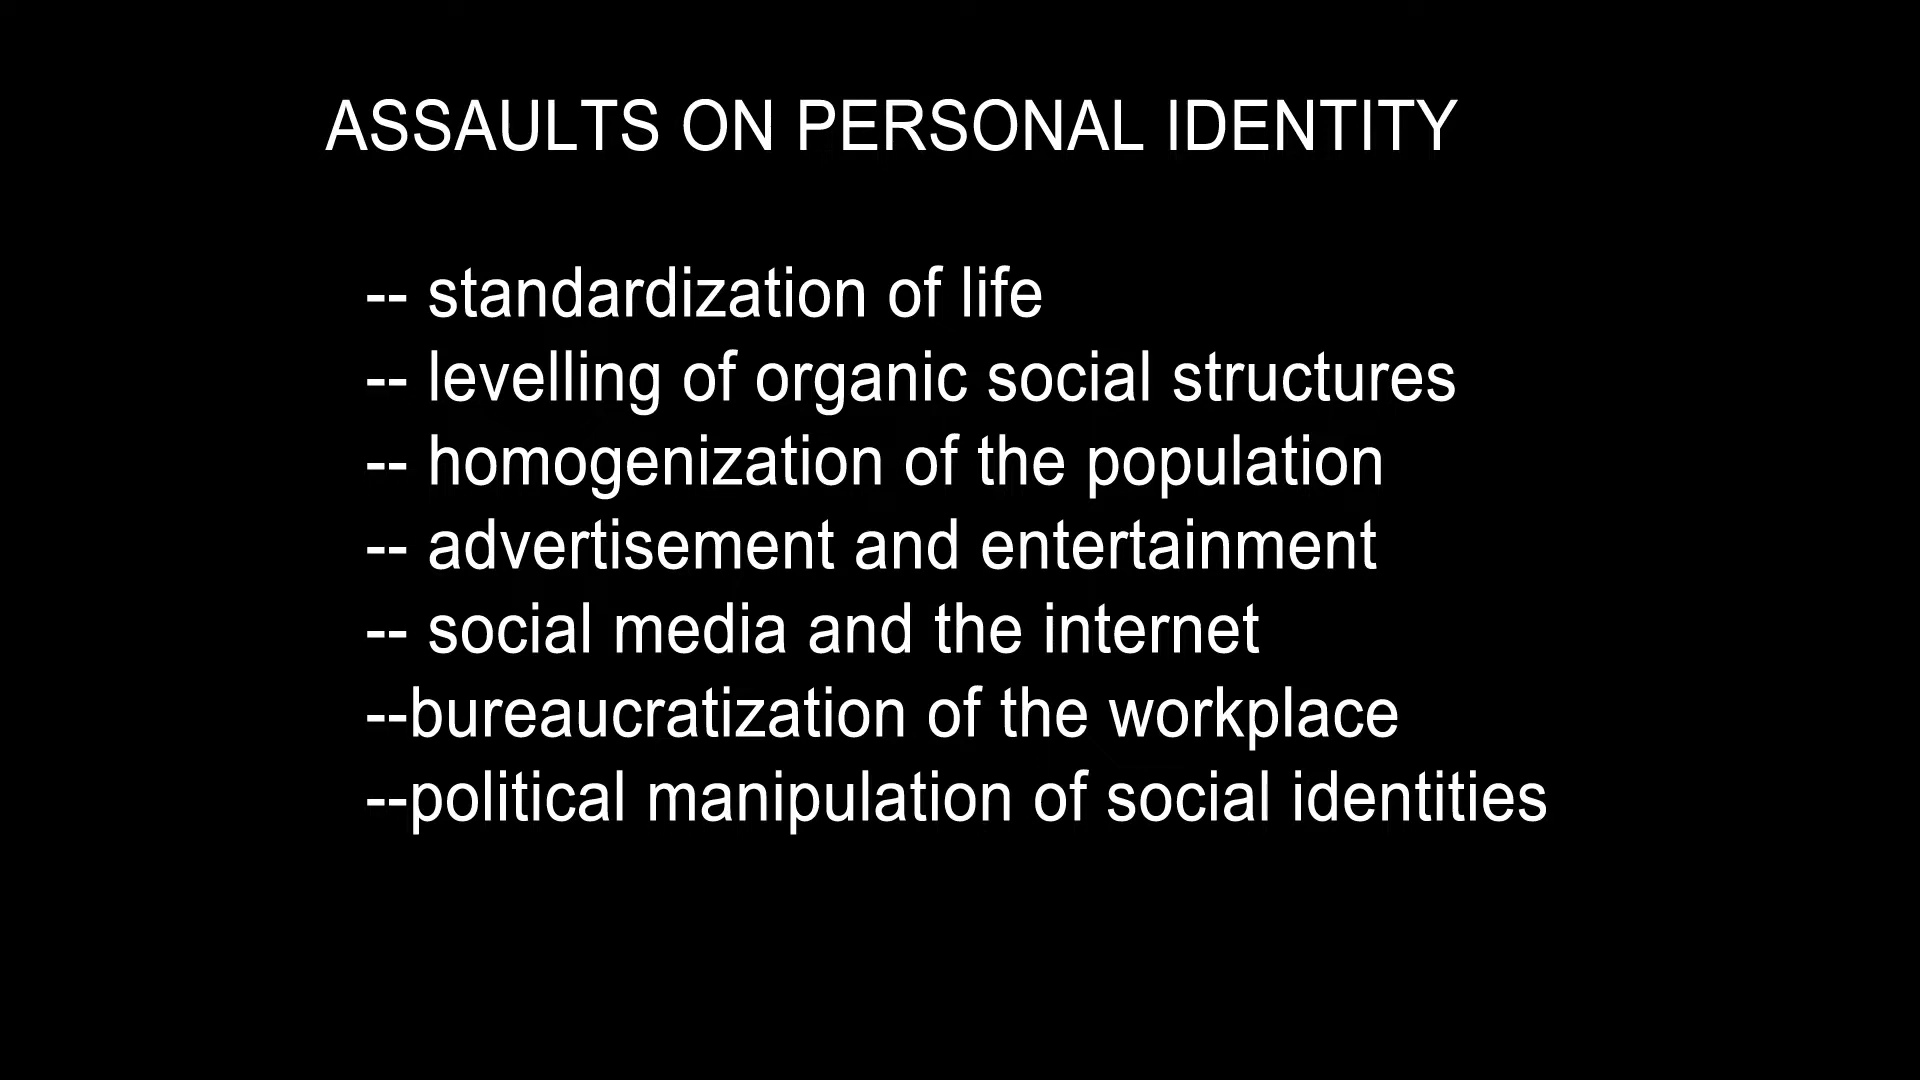 ASSAULTS ON PERSONAL IDENTITY
-- standardization of life
-- levelling of organic social structures
-- homogenization of the population
-- advertisement and entertainment
-- social media and the internet
--bureaucratization of the workplace
--political manipulation of social identities